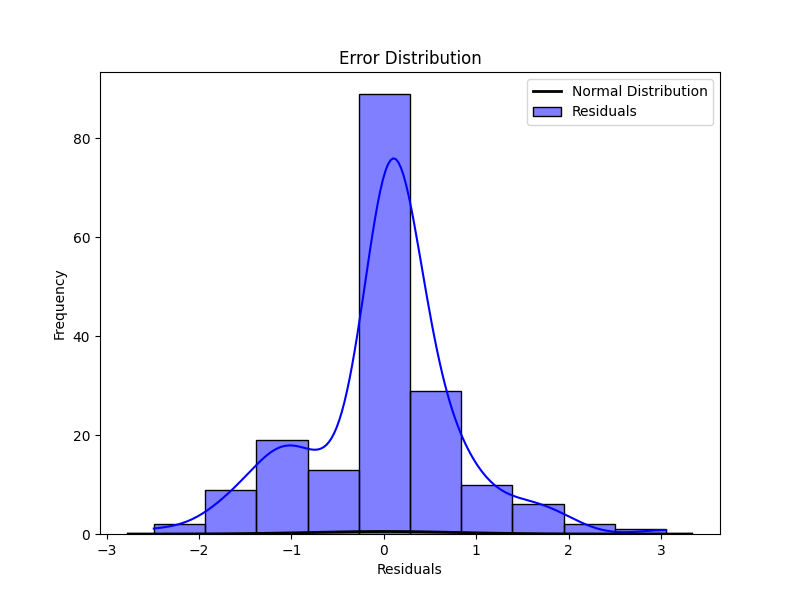 Error Distribution
Normal Distribution
Residuals
Frequency
80
60
40
20
0
−3
−2
−1
0
1
2
3
Residuals